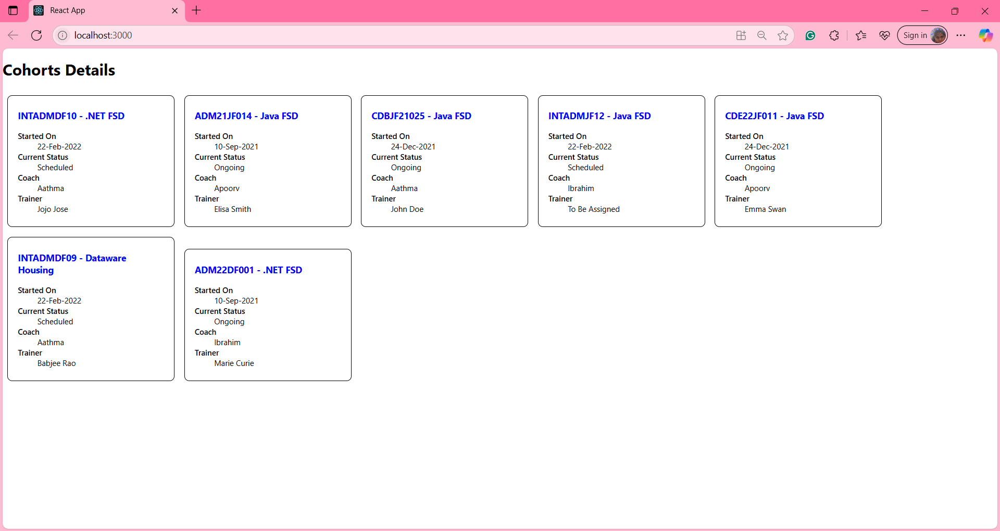 React App
localhost:3000
Sign in
Cohorts Details
INTADMDF10 - .NET FSD
Started On
22-Feb-2022
Current Status
Scheduled
Coach
Aathma
Trainer
Jojo Jose
ADM21JF014 - Java FSD
Started On
10-Sep-2021
Current Status
Ongoing
Coach
Apoorv
Trainer
Elisa Smith
CDBJF21025 - Java FSD
Started On
24-Dec-2021
Current Status
Ongoing
Coach
Aathma
Trainer
John Doe
INTADMJF12 - Java FSD
Started On
22-Feb-2022
Current Status
Scheduled
Coach
Ibrahim
Trainer
To Be Assigned
CDE22JF011 - Java FSD
Started On
24-Dec-2021
Current Status
Ongoing
Coach
Apoorv
Trainer
Emma Swan
INTADMDF09 - Dataware
Housing
Started On
22-Feb-2022
Current Status
Scheduled
Coach
Aathma
Trainer
Babjee Rao
ADM22DF001 - .NET FSD
Started On
10-Sep-2021
Current Status
Ongoing
Coach
Ibrahim
Trainer
Marie Curie